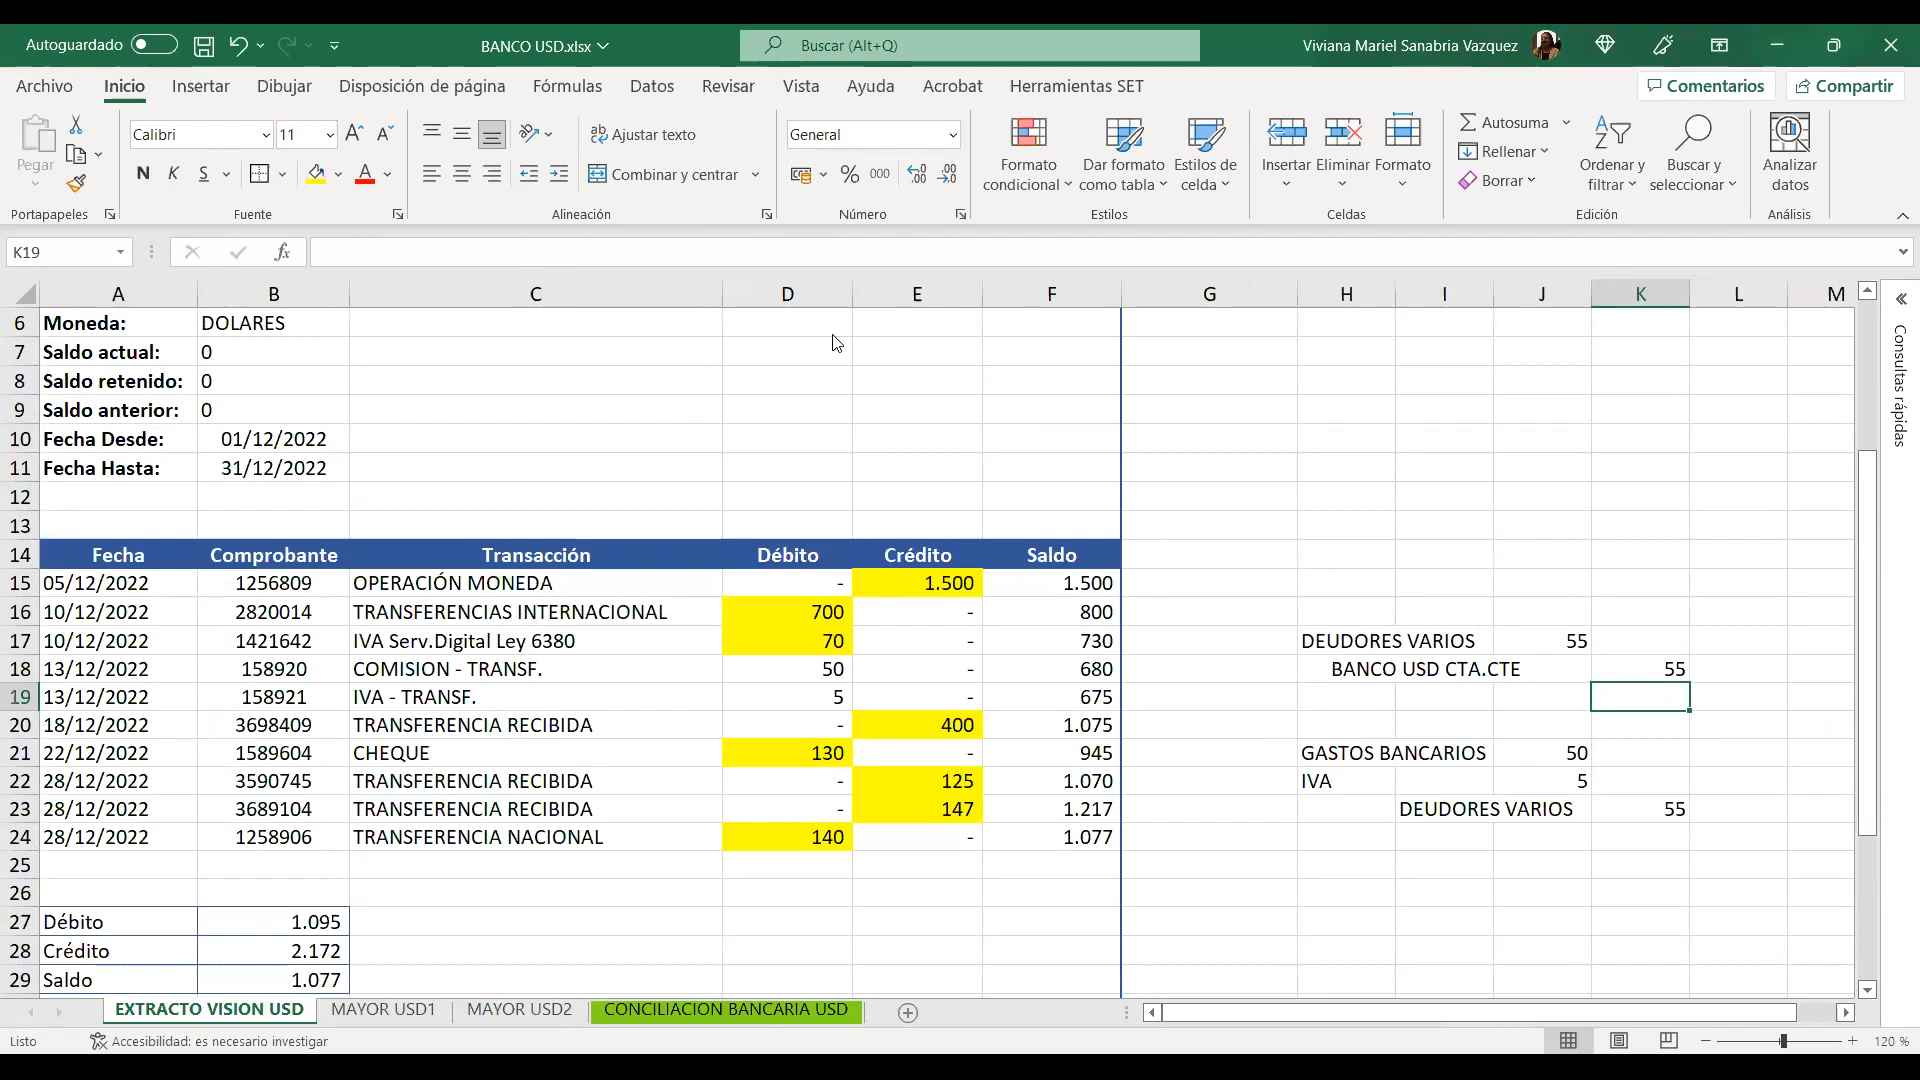 Autoguardado
BANCO USD.xlsx
Buscar (Alt+Q)
Viviana Mariel Sanabria Vazquez
Archivo Inicio Insertar Dibujar Disposición de página Fórmulas Datos Revisar Vista Ayuda Acrobat Herramientas SET
Comentarios
Compartir
Pegar
Portapapeles
Calibri 11
N K S
Fuente
Ajustar texto
Combinar y centrar
Alineación
General
% 000
Número
Formato condicional
Dar formato como tabla
Estilos de celda
Estilos
Insertar Eliminar Formato
Celdas
Autosuma
Rellenar
Borrar
Ordenar y filtrar
Buscar y seleccionar
Edición
Analizar datos
Análisis
K19
fx
A B C D E F G H I J K L M
6 Moneda: DOLARES
7 Saldo actual: 0
8 Saldo retenido: 0
9 Saldo anterior: 0
10 Fecha Desde: 01/12/2022
11 Fecha Hasta: 31/12/2022
12
13
14 Fecha Comprobante Transacción Débito Crédito Saldo
15 05/12/2022 1256809 OPERACIÓN MONEDA - 1.500 1.500
16 10/12/2022 2820014 TRANSFERENCIAS INTERNACIONAL 700 - 800
17 10/12/2022 1421642 IVA Serv.Digital Ley 6380 70 - 730 DEUDORES VARIOS 55
18 13/12/2022 158920 COMISION - TRANSF. 50 - 680 BANCO USD CTA.CTE 55
19 13/12/2022 158921 IVA - TRANSF. 5 - 675
20 18/12/2022 3698409 TRANSFERENCIA RECIBIDA - 400 1.075
21 22/12/2022 1589604 CHEQUE 130 - 945 GASTOS BANCARIOS 50
22 28/12/2022 3590745 TRANSFERENCIA RECIBIDA - 125 1.070 IVA 5
23 28/12/2022 3689104 TRANSFERENCIA RECIBIDA - 147 1.217 DEUDORES VARIOS 55
24 28/12/2022 1258906 TRANSFERENCIA NACIONAL 140 - 1.077
25
26
27 Débito 1.095
28 Crédito 2.172
29 Saldo 1.077
Consultas rápidas
EXTRACTO VISION USD MAYOR USD1 MAYOR USD2 CONCILIACION BANCARIA USD
Listo Accesibilidad: es necesario investigar 120 %